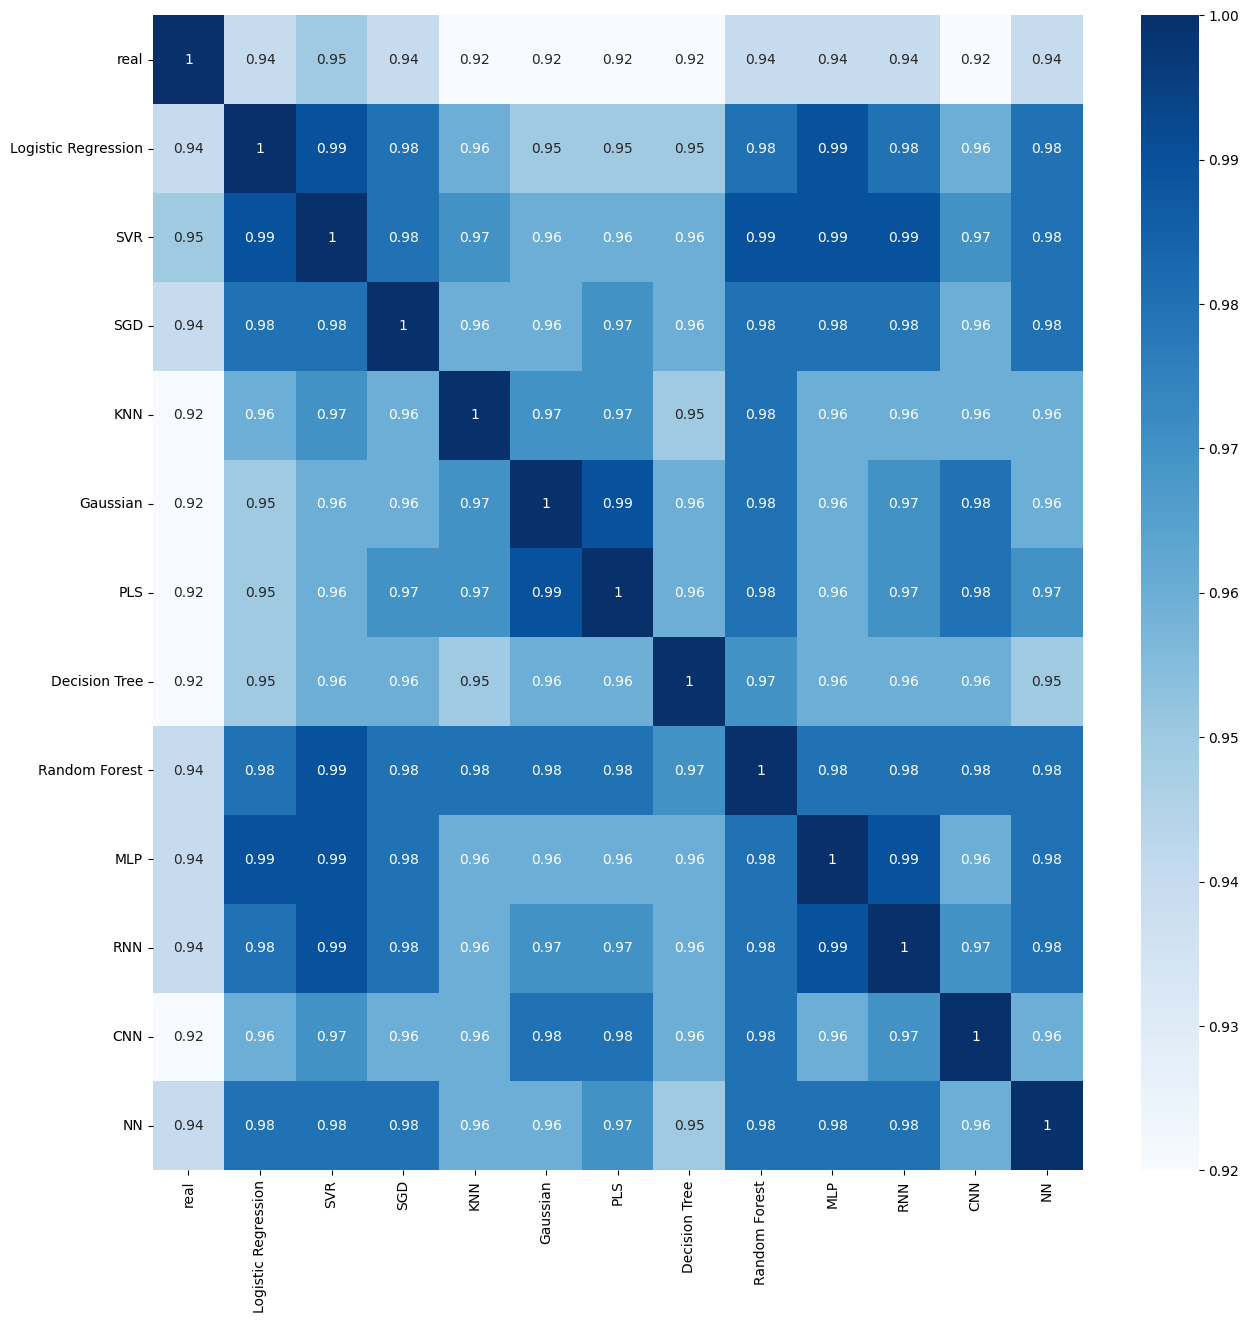 real 1 0.94 0.95 0.94 0.92 0.92 0.92 0.92 0.94 0.94 0.94 0.92 0.94
Logistic Regression 0.94 1 0.99 0.98 0.96 0.95 0.95 0.95 0.98 0.99 0.98 0.96 0.98
SVR 0.95 0.99 1 0.98 0.97 0.96 0.96 0.96 0.99 0.99 0.99 0.97 0.98
SGD 0.94 0.98 0.98 1 0.96 0.96 0.97 0.96 0.98 0.98 0.98 0.96 0.98
KNN 0.92 0.96 0.97 0.96 1 0.97 0.97 0.95 0.98 0.96 0.96 0.96 0.96
Gaussian 0.92 0.95 0.96 0.96 0.97 1 0.99 0.96 0.98 0.96 0.97 0.98 0.96
PLS 0.92 0.95 0.96 0.97 0.97 0.99 1 0.96 0.98 0.96 0.97 0.98 0.97
Decision Tree 0.92 0.95 0.96 0.96 0.95 0.96 0.96 1 0.97 0.96 0.96 0.96 0.95
Random Forest 0.94 0.98 0.99 0.98 0.98 0.98 0.98 0.97 1 0.98 0.98 0.98 0.98
MLP 0.94 0.99 0.99 0.98 0.96 0.96 0.96 0.96 0.98 1 0.99 0.96 0.98
RNN 0.94 0.98 0.99 0.98 0.96 0.97 0.97 0.96 0.98 0.99 1 0.97 0.98
CNN 0.92 0.96 0.97 0.96 0.96 0.98 0.98 0.96 0.98 0.96 0.97 1 0.96
NN 0.94 0.98 0.98 0.98 0.96 0.96 0.97 0.95 0.98 0.98 0.98 0.96 1
real
Logistic Regression
SVR
SGD
KNN
Gaussian
PLS
Decision Tree
Random Forest
MLP
RNN
CNN
NN
1.00
0.99
0.98
0.97
0.96
0.95
0.94
0.93
0.92